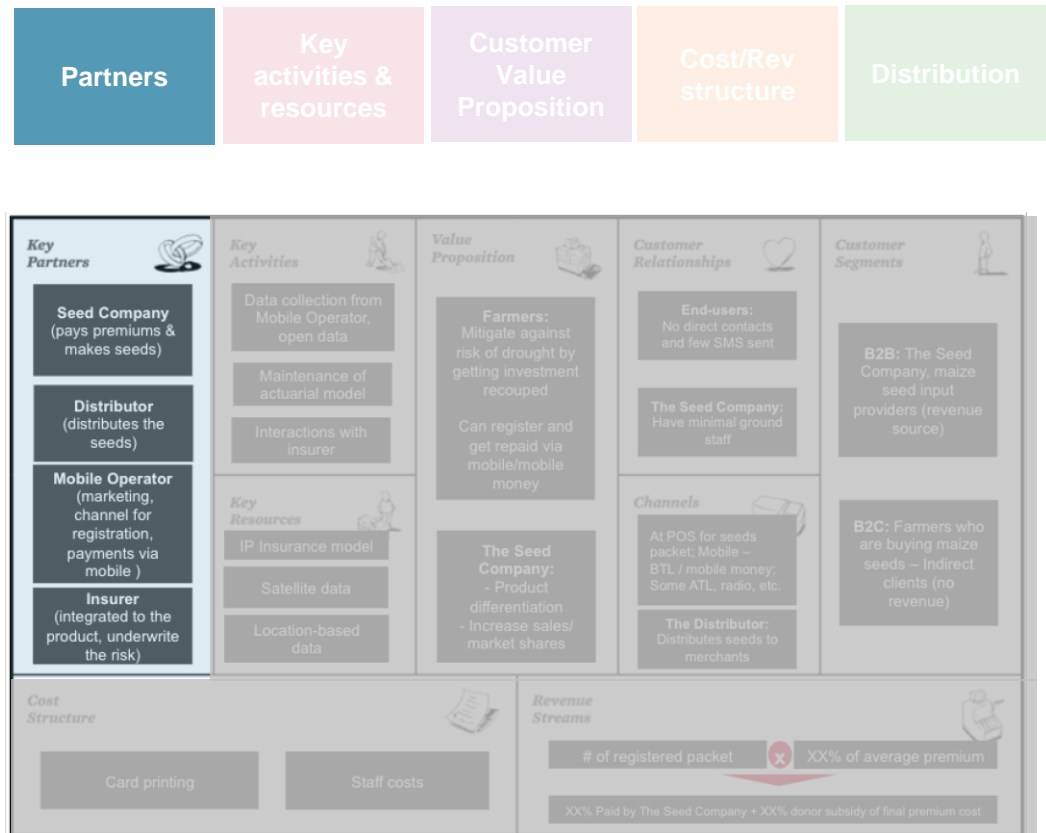 Partners
Key
activities &
resources
Customer
Value
Proposition
Cost/Rev
structure
Distribution
Key
Partners
Seed Company
(pays premiums &
makes seeds)
Distributor
(distributes the
seeds)
Mobile Operator
(marketing,
channel for
registration,
payments via
mobile )
Insurer
(integrated to the
product, underwrite
the risk)
Key
Activities
Data collection from
Mobile Operator,
open data
Maintenance of
actuarial model
Interactions with
insurer
Key
Resources
IP Insurance model
Satellite data
Location-based
data
Value
Proposition
Farmers:
Mitigate against
risk of drought by
getting investment
recouped
Can register and
get repaid via
mobile/mobile
money
The Seed
Company:
- Product
differentiation
- Increase sales/
market shares
Customer
Relationships
End-users:
No direct contacts
and few SMS sent
The Seed Company:
Have minimal ground
staff
Channels
At POS for seeds
packet; Mobile –
BTL / mobile money;
Some ATL, radio, etc.
The Distributor:
Distributes seeds to
merchants
Customer
Segments
B2B: The Seed
Company, maize
seed input
providers (revenue
source)
B2C: Farmers who
are buying maize
seeds – Indirect
clients (no
revenue)
Cost
Structure
Card printing
Staff costs
Revenue
Streams
# of registered packet
x
XX% of average premium
XX% Paid by The Seed Company + XX% donor subsidy of final premium cost